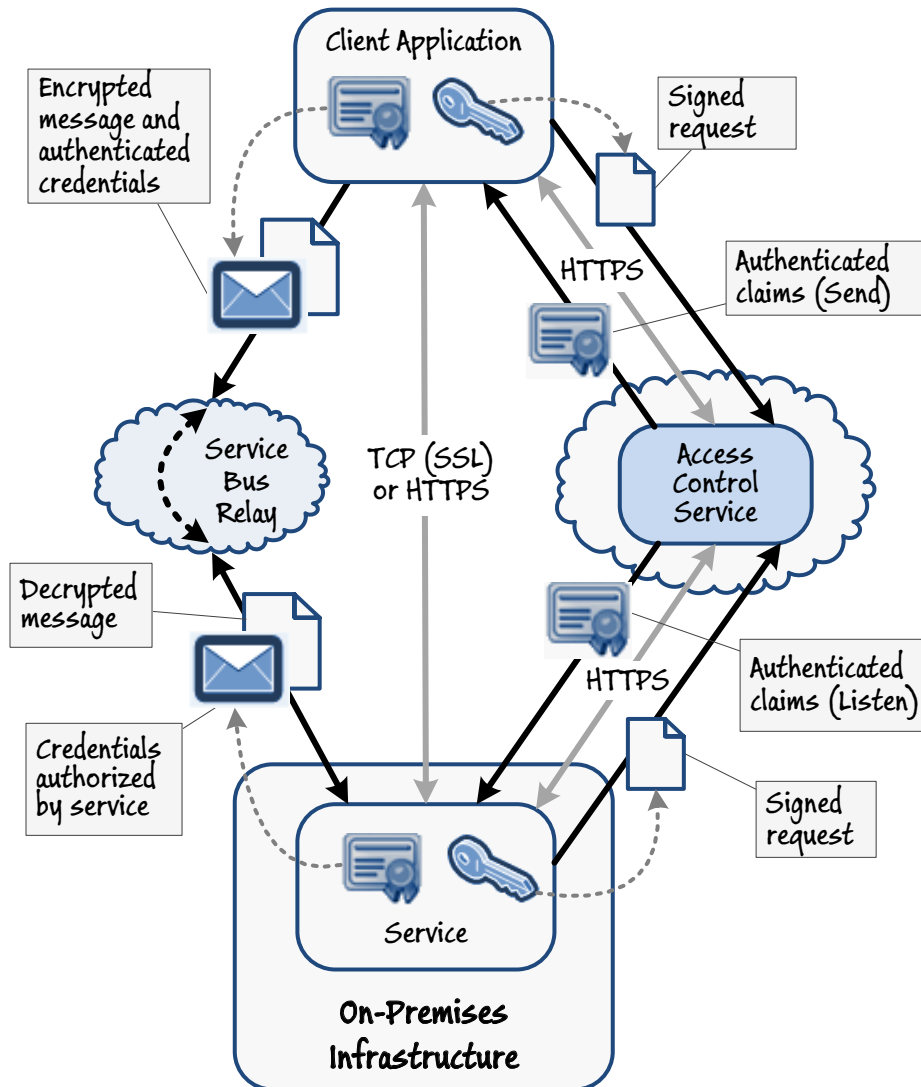 Client Application
Encrypted
message and
authenticated
credentials
Signed
request
HTTPS
Authenticated
claims (Send)
Service
Bus
Relay
TCP (SSL)
or HTTPS
Access
Control
Service
Decrypted
message
HTTPS
Authenticated
claims (Listen)
Credentials
authorized
by service
Signed
request
Service
On-Premises
Infrastructure